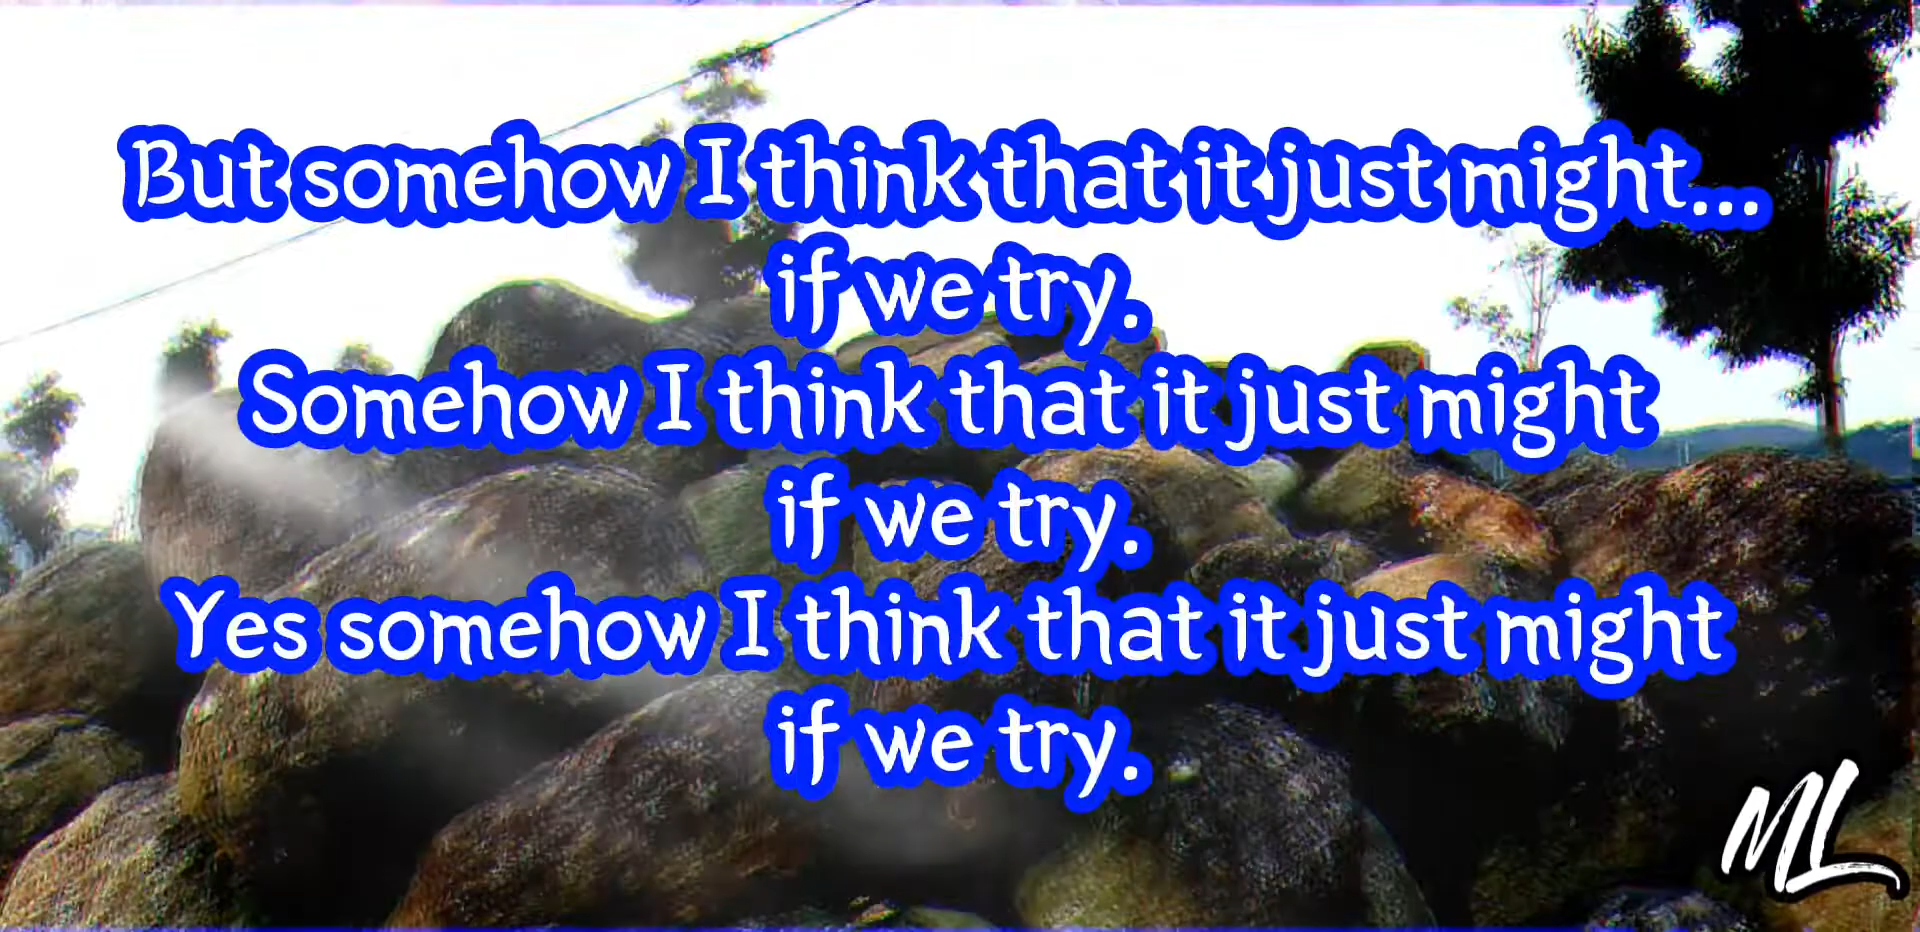 But somehow I think that it just might...
if we try.
Somehow I think that it just might
if we try.
Yes somehow I think that it just might
if we try.
ML